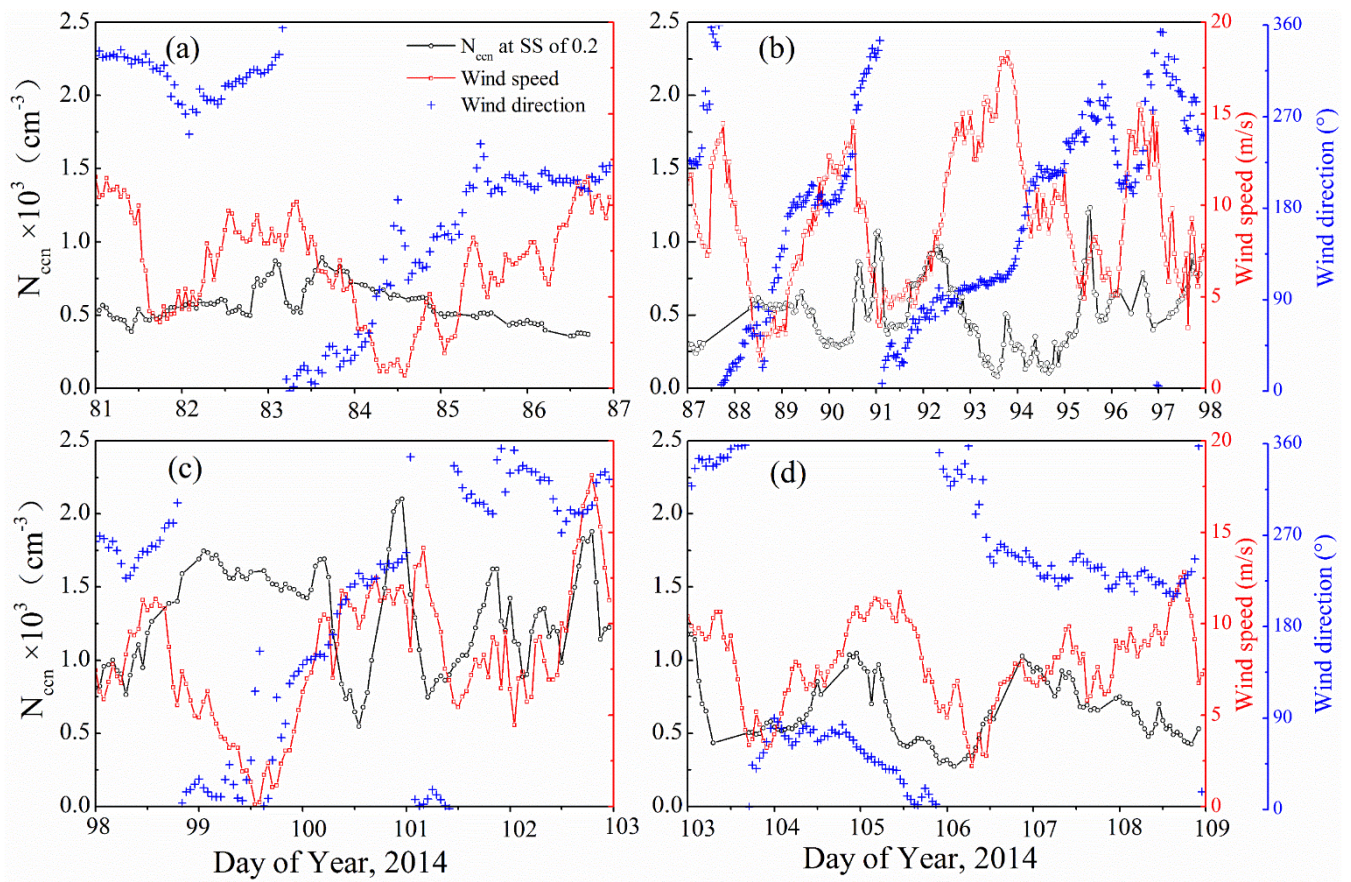 2.5
2.0
1.5
1.0
0.5
0.0
N_ccn ×10^3 (cm^-3)
(a)
N_ccn at SS of 0.2
Wind speed
Wind direction
81 82 83 84 85 86 87
2.5
2.0
1.5
1.0
0.5
0.0
(b)
87 88 89 90 91 92 93 94 95 96 97 98
20
15
10
5
0
Wind speed (m/s)
360
270
180
90
0
Wind direction (°)
2.5
2.0
1.5
1.0
0.5
0.0
N_ccn ×10^3 (cm^-3)
(c)
98 99 100 101 102 103
Day of Year, 2014
2.5
2.0
1.5
1.0
0.5
0.0
(d)
103 104 105 106 107 108 109
Day of Year, 2014
20
15
10
5
0
Wind speed (m/s)
360
270
180
90
0
Wind direction (°)